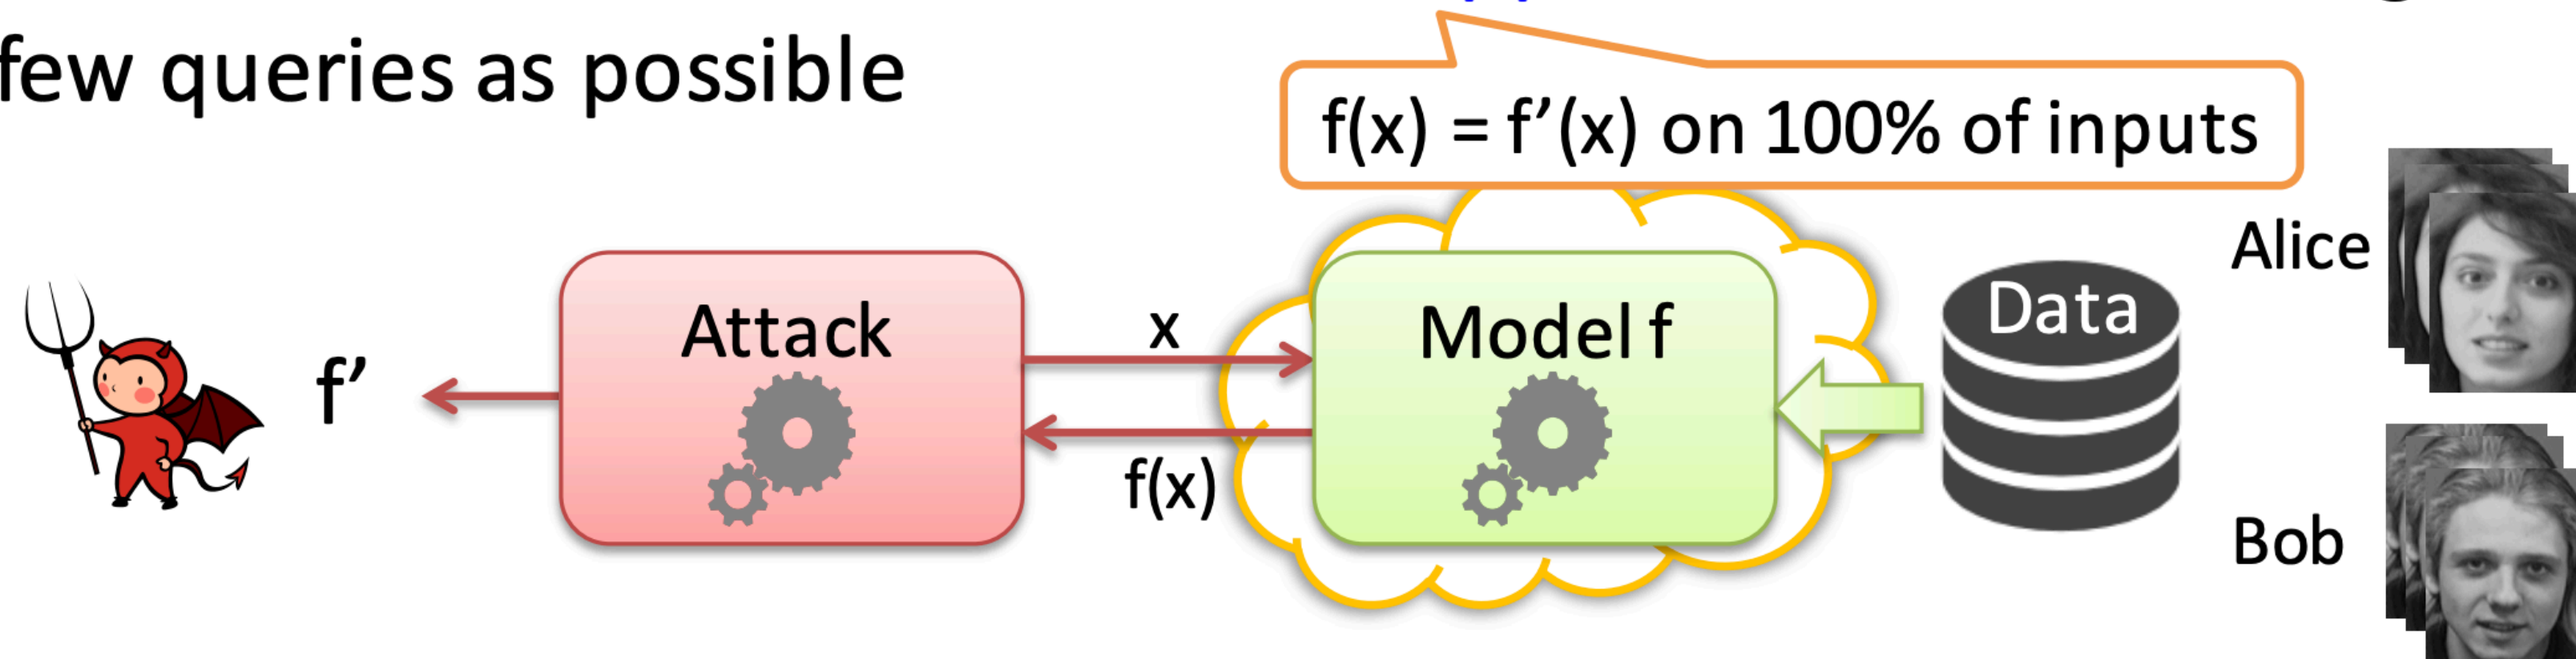 few queries as possible
f(x) = f’(x) on 100% of inputs
Alice
Data
Attack
x
Model f
f’
f(x)
Bob